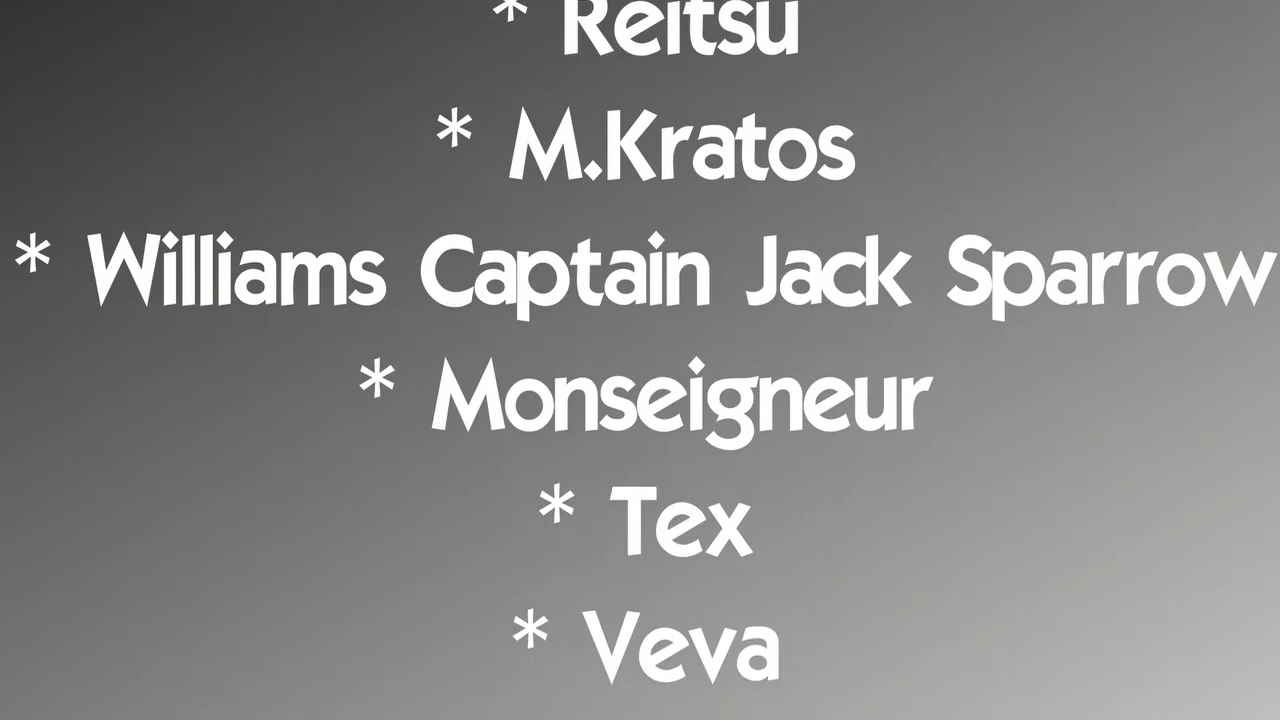 * Reitsu
* M.Kratos
* Williams Captain Jack Sparrow
* Monseigneur
* Tex
* Veva